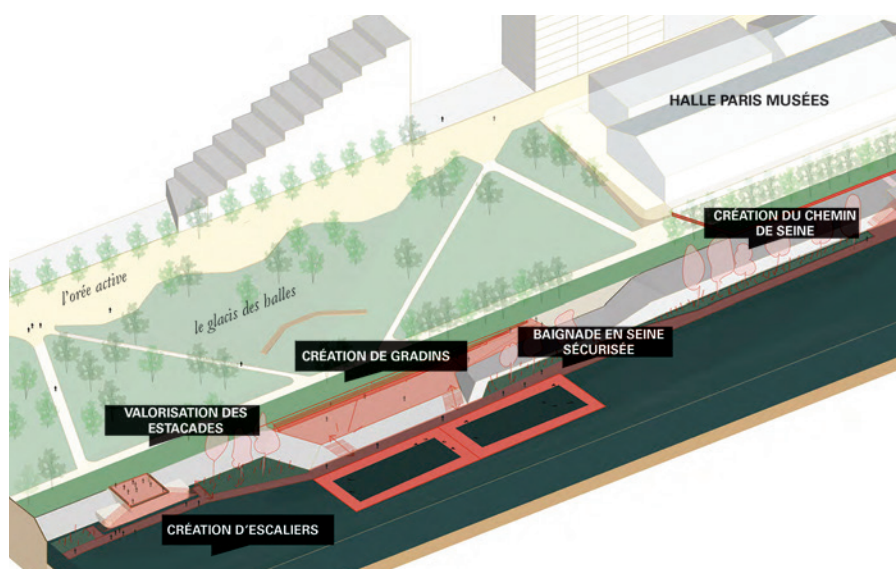 HALLE PARIS MUSÉES
CRÉATION DU CHEMIN
DE SEINE
l'orée active
le glacis des halles
CRÉATION DE GRADINS
BAIGNADE EN SEINE
SÉCURISÉE
VALORISATION DES
ESTACADES
CRÉATION D'ESCALIERS